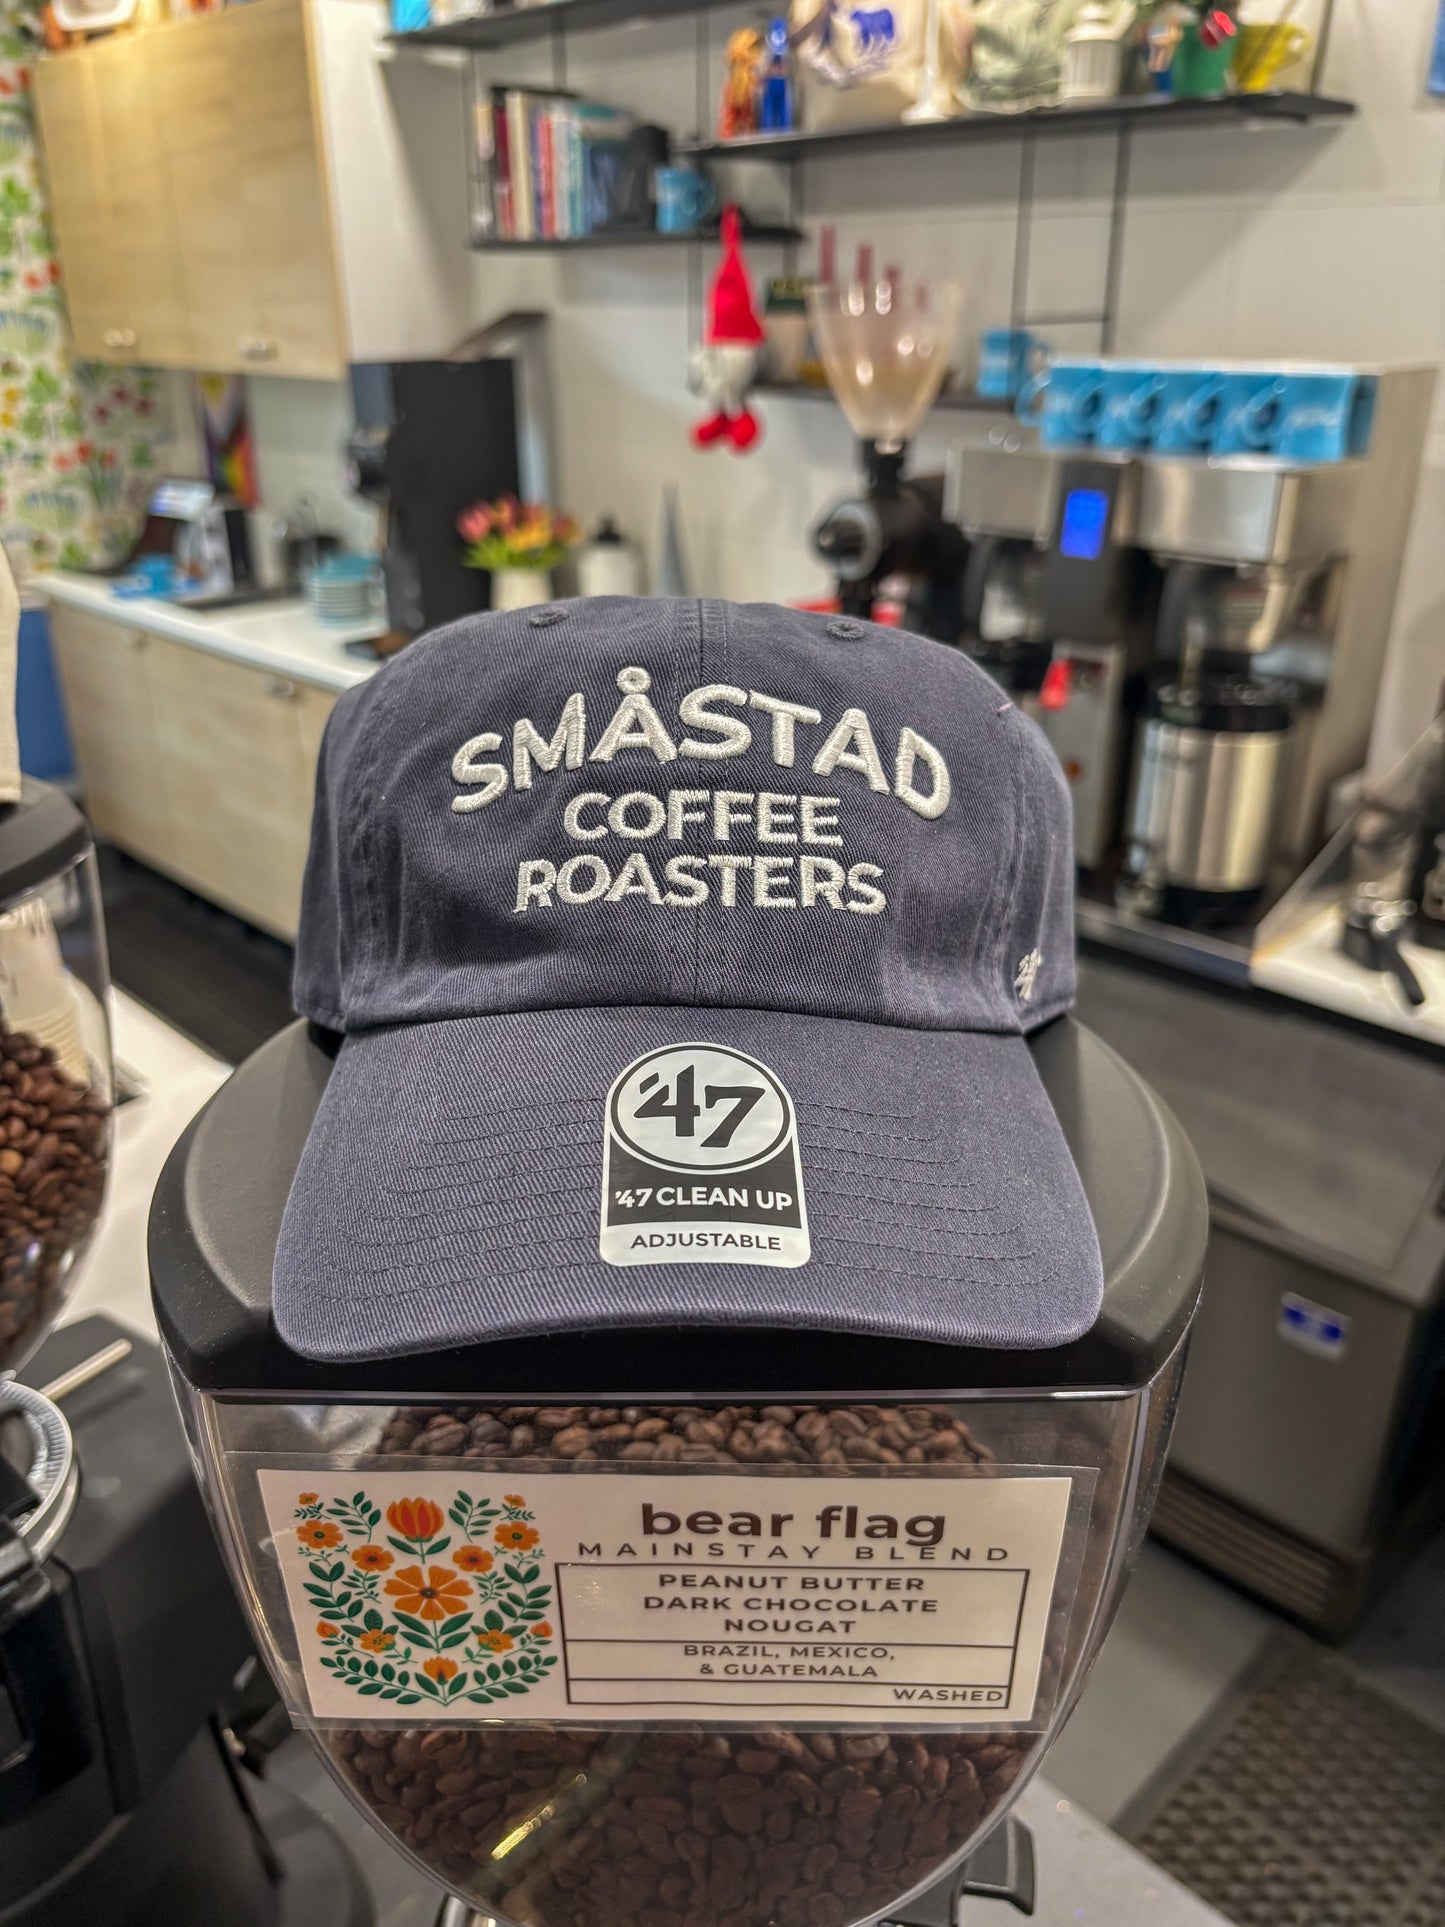 SMÅSTAD
COFFEE
ROASTERS
'47
'47 CLEAN UP
ADJUSTABLE
bear flag
MAINSTAY BLEND
PEANUT BUTTER
DARK CHOCOLATE
NOUGAT
BRAZIL, MEXICO,
& GUATEMALA
WASHED